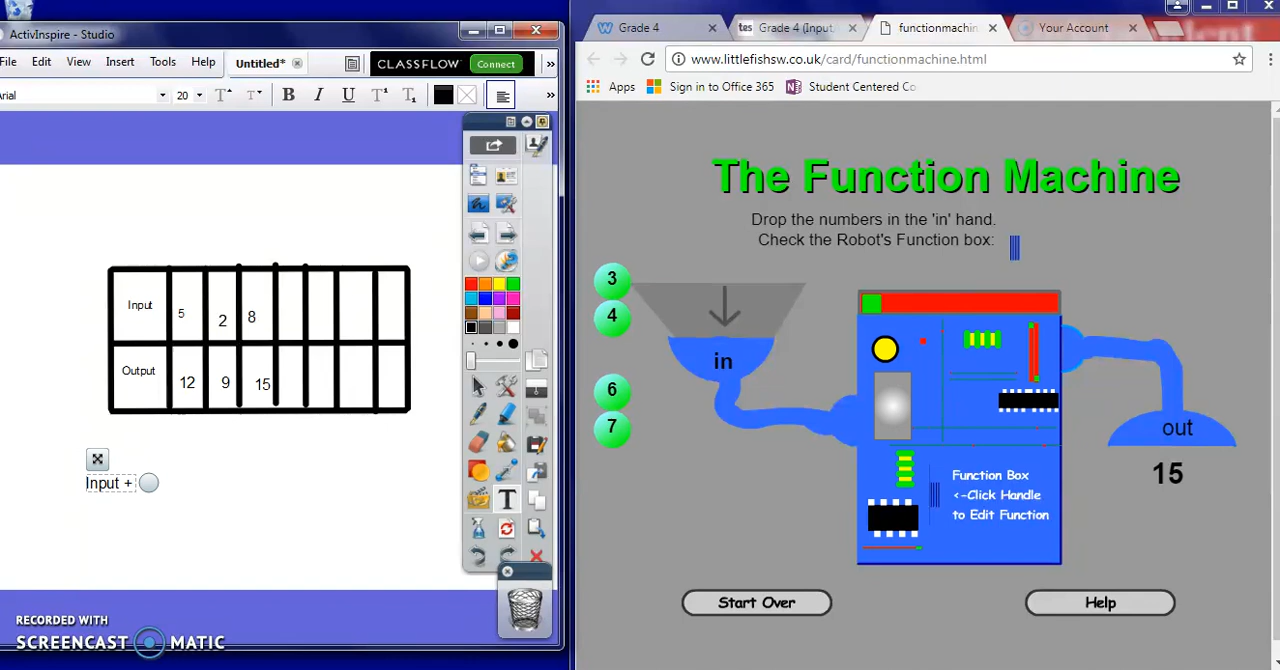 ActivInspire - Studio
File Edit View Insert Tools Help
Untitled*
CLASSFLOW Connect »
Arial 20 B I U »
Input 5 2 8
Output 12 9 15
Input +
RECORDED WITH
SCREENCAST MATIC
Grade 4
tes Grade 4 (Input
functionmachin
Your Account
www.littlefishsw.co.uk/card/functionmachine.html
Apps Sign in to Office 365 Student Centered Co
The Function Machine
Drop the numbers in the 'in' hand.
Check the Robot's Function box:
3
4
6
7
in
Function Box
<-Click Handle
to Edit Function
out
15
Start Over
Help